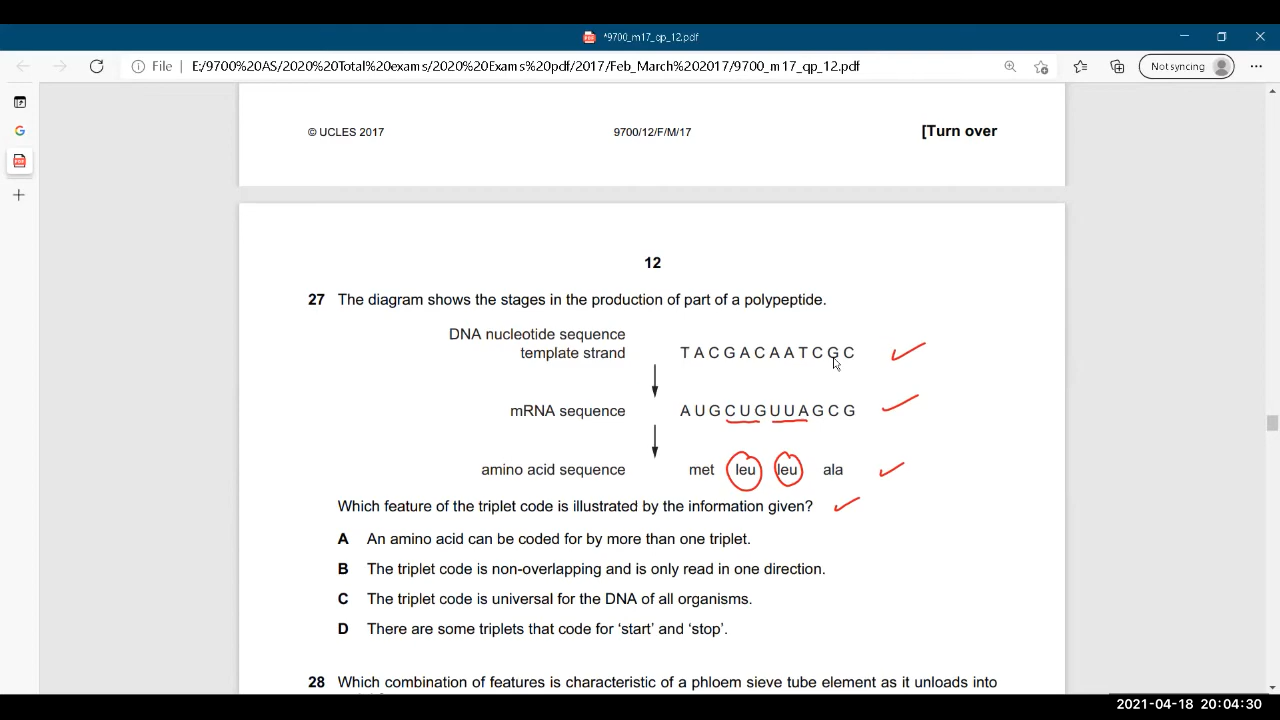 *9700_m17_qp_12.pdf
File | E:/9700%20AS/2020%20Total%20exams/2020%20Exams%20pdf/2017/Feb_March%202017/9700_m17_qp_12.pdf
Not syncing
© UCLES 2017 9700/12/F/M/17 [Turn over
12
27 The diagram shows the stages in the production of part of a polypeptide.
DNA nucleotide sequence
template strand T A C G A C A A T C G C
mRNA sequence A U G C U G U U A G C G
amino acid sequence met leu leu ala
Which feature of the triplet code is illustrated by the information given?
A An amino acid can be coded for by more than one triplet.
B The triplet code is non-overlapping and is only read in one direction.
C The triplet code is universal for the DNA of all organisms.
D There are some triplets that code for ‘start’ and ‘stop’.
28 Which combination of features is characteristic of a phloem sieve tube element as it unloads into
2021-04-18 20:04:30